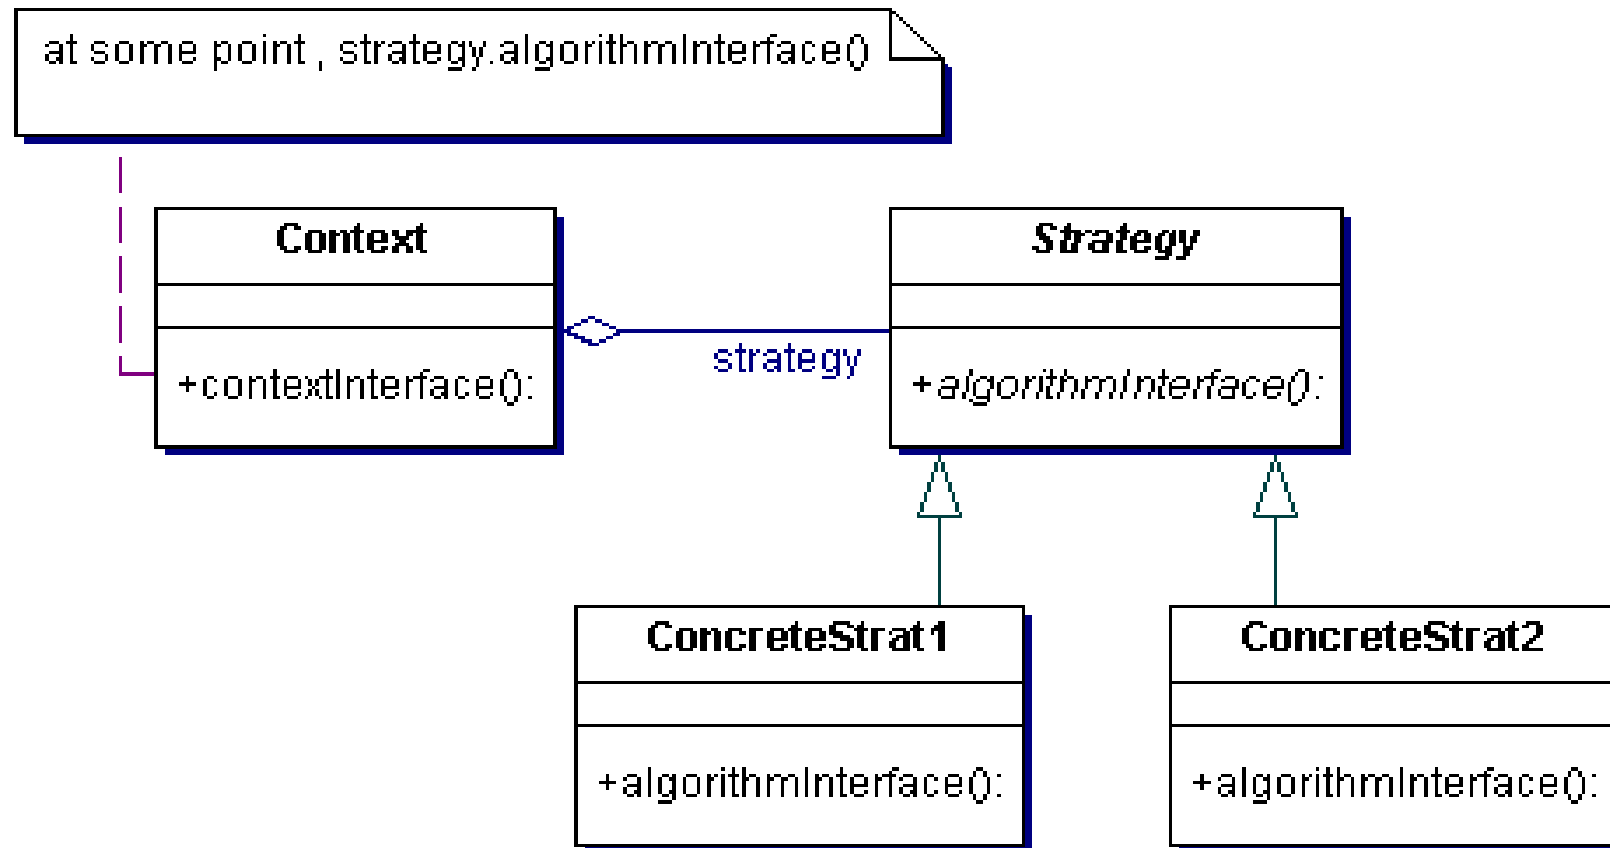 at some point , strategy.algorithmInterface()
Context
Strategy
strategy
+contextInterface():
+algorithmInterface():
ConcreteStrat1
ConcreteStrat2
+algorithmInterface():
+algorithmInterface():